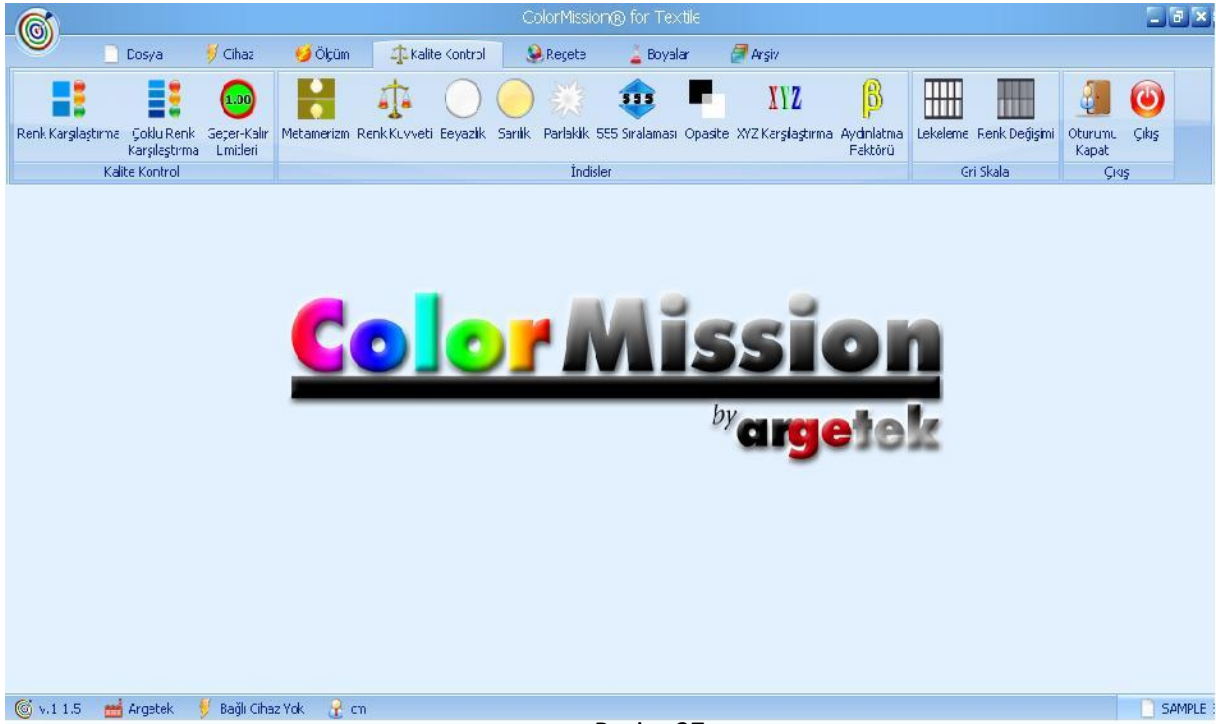 ColorMission® for Textile
Dosya Cihaz Ölçüm Kalite Kontrol Reçete Boyalar Arşiv
Renk Karşılaştırma Çoklu Renk Karşılaştırma 1.00 Geçer-Kalır Limitleri Metamerizm Renk Kuvveti Beyazlık Sarılık Parlaklık 555 555 Sıralaması Opasite XYZ XYZ Karşılaştırma β Aydınlatma Faktörü Lekeleme Renk Değişimi Oturumu Kapat Çıkış
Kalite Kontrol İndisler Gri Skala Çıkış
Color Mission
by argetek
v.1 1.5 Argetek Bağlı Cihaz Yok cm SAMPLE